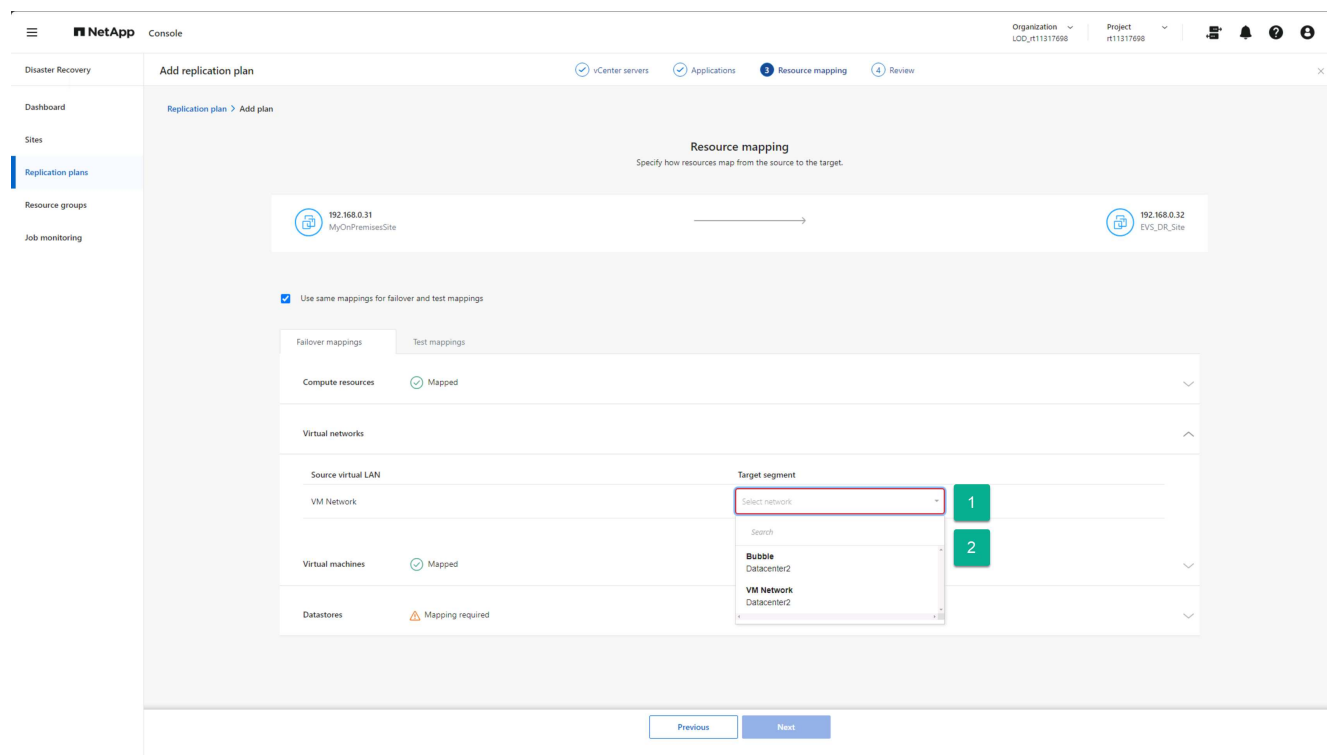 NetApp Console
Organization
LOD_rt11317698
Project
rt11317698
Disaster Recovery
Add replication plan
vCenter servers
Applications
3 Resource mapping
4 Review
Dashboard
Sites
Replication plans
Resource groups
Job monitoring
Replication plan > Add plan
Resource mapping
Specify how resources map from the source to the target.
192.168.0.31
MyOnPremisesSite
192.168.0.32
EVS_DR_Site
Use same mappings for failover and test mappings
Failover mappings
Test mappings
Compute resources
Mapped
Virtual networks
Source virtual LAN
Target segment
VM Network
Select network
1
Search
2
Bubble
Datacenter2
VM Network
Datacenter2
Virtual machines
Mapped
Datastores
Mapping required
Previous
Next